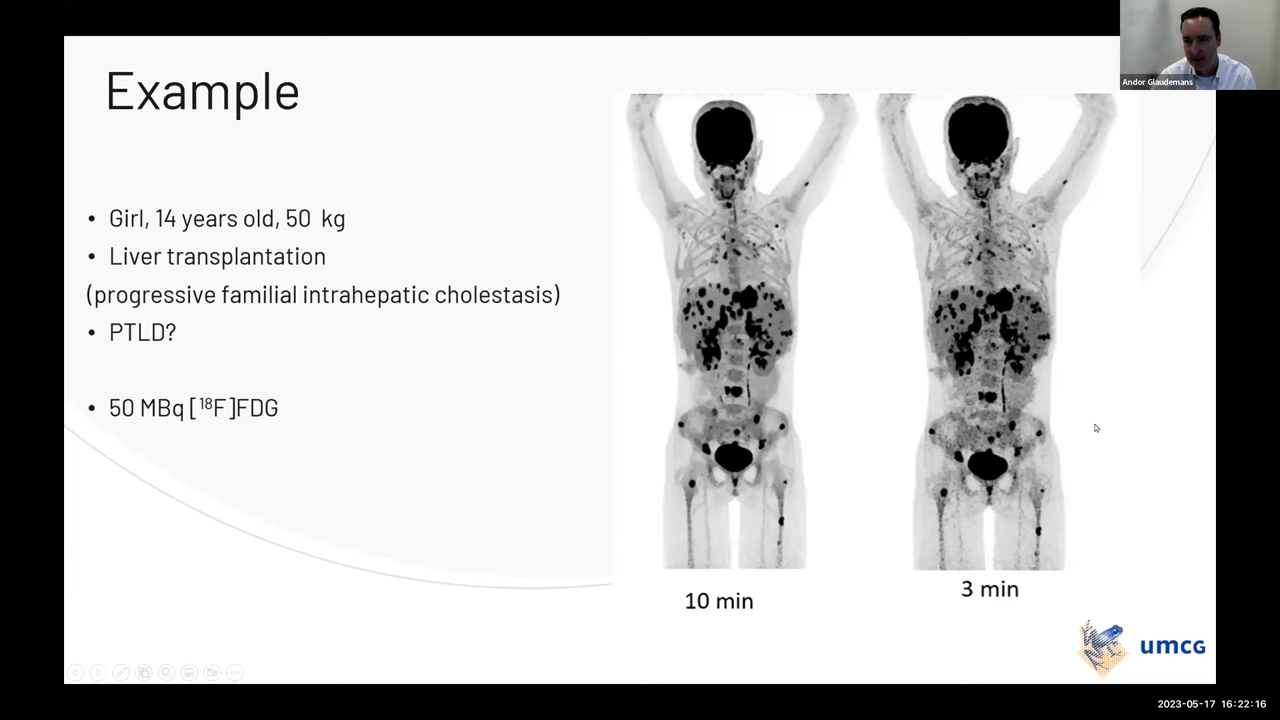 Andor Glaudemans
Example
• Girl, 14 years old, 50 kg
• Liver transplantation
(progressive familial intrahepatic cholestasis)
• PTLD?
• 50 MBq [¹⁸F]FDG
10 min
3 min
umcg
2023-05-17 16:22:16